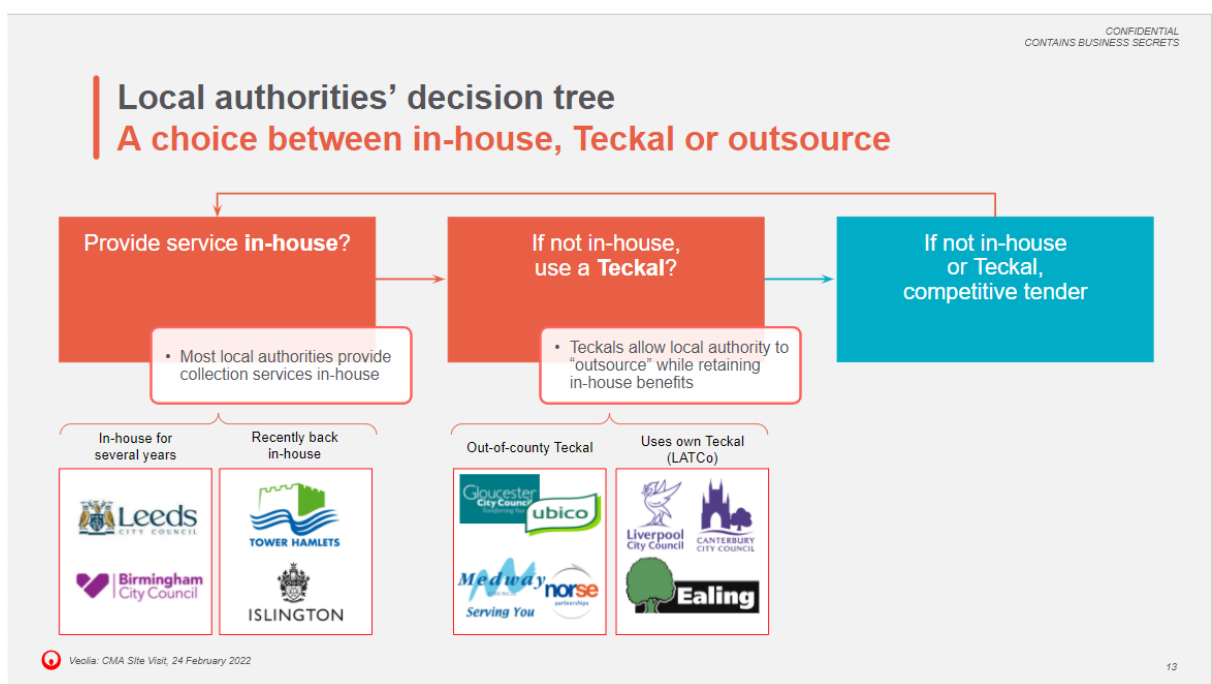 CONFIDENTIAL
CONTAINS BUSINESS SECRETS
Local authorities’ decision tree
A choice between in-house, Teckal or outsource
Provide service in-house?
If not in-house,
use a Teckal?
If not in-house
or Teckal,
competitive tender
• Most local authorities provide
collection services in-house
• Teckals allow local authority to
“outsource” while retaining
in-house benefits
In-house for
several years
Recently back
in-house
Out-of-county Teckal
Uses own Teckal
(LATCo)
Leeds
CITY COUNCIL
Birmingham
City Council
TOWER HAMLETS
ISLINGTON
Gloucester
City Council
ubico
Medway
COUNCIL
Serving You
norse
partnerships
Liverpool
City Council
CANTERBURY
CITY COUNCIL
Ealing
Veolia: CMA SIte Visit, 24 February 2022
13